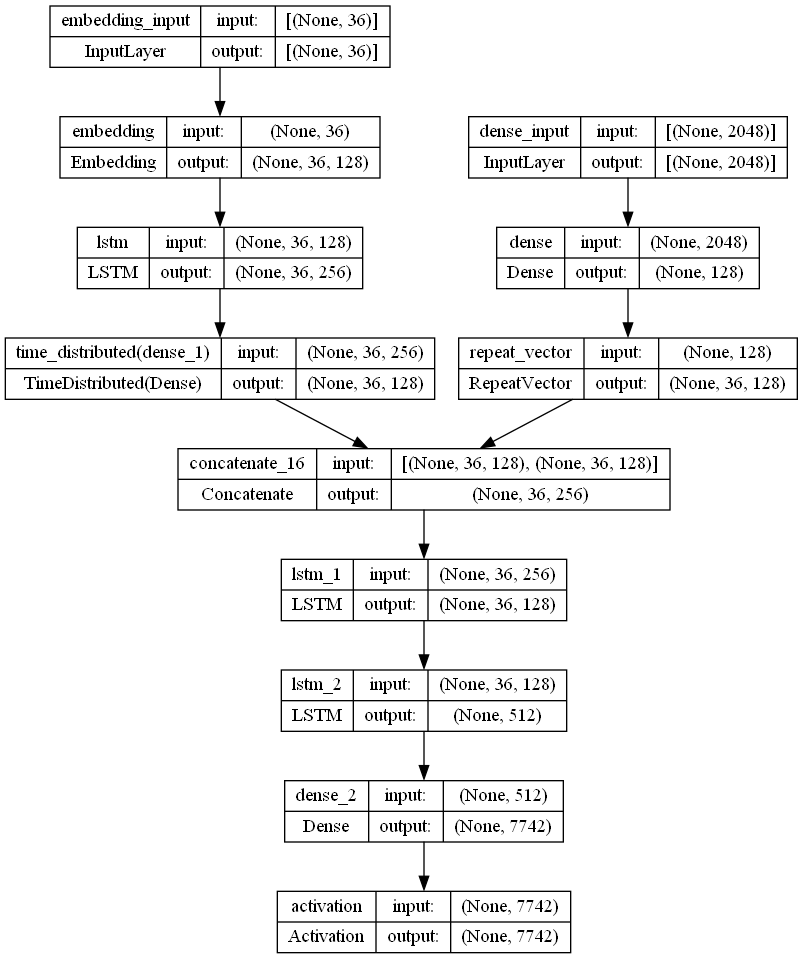 embedding_input input: [(None, 36)]
InputLayer output: [(None, 36)]
embedding input: (None, 36)
Embedding output: (None, 36, 128)
dense_input input: [(None, 2048)]
InputLayer output: [(None, 2048)]
lstm input: (None, 36, 128)
LSTM output: (None, 36, 256)
dense input: (None, 2048)
Dense output: (None, 128)
time_distributed(dense_1) input: (None, 36, 256)
TimeDistributed(Dense) output: (None, 36, 128)
repeat_vector input: (None, 128)
RepeatVector output: (None, 36, 128)
concatenate_16 input: [(None, 36, 128), (None, 36, 128)]
Concatenate output: (None, 36, 256)
lstm_1 input: (None, 36, 256)
LSTM output: (None, 36, 128)
lstm_2 input: (None, 36, 128)
LSTM output: (None, 512)
dense_2 input: (None, 512)
Dense output: (None, 7742)
activation input: (None, 7742)
Activation output: (None, 7742)